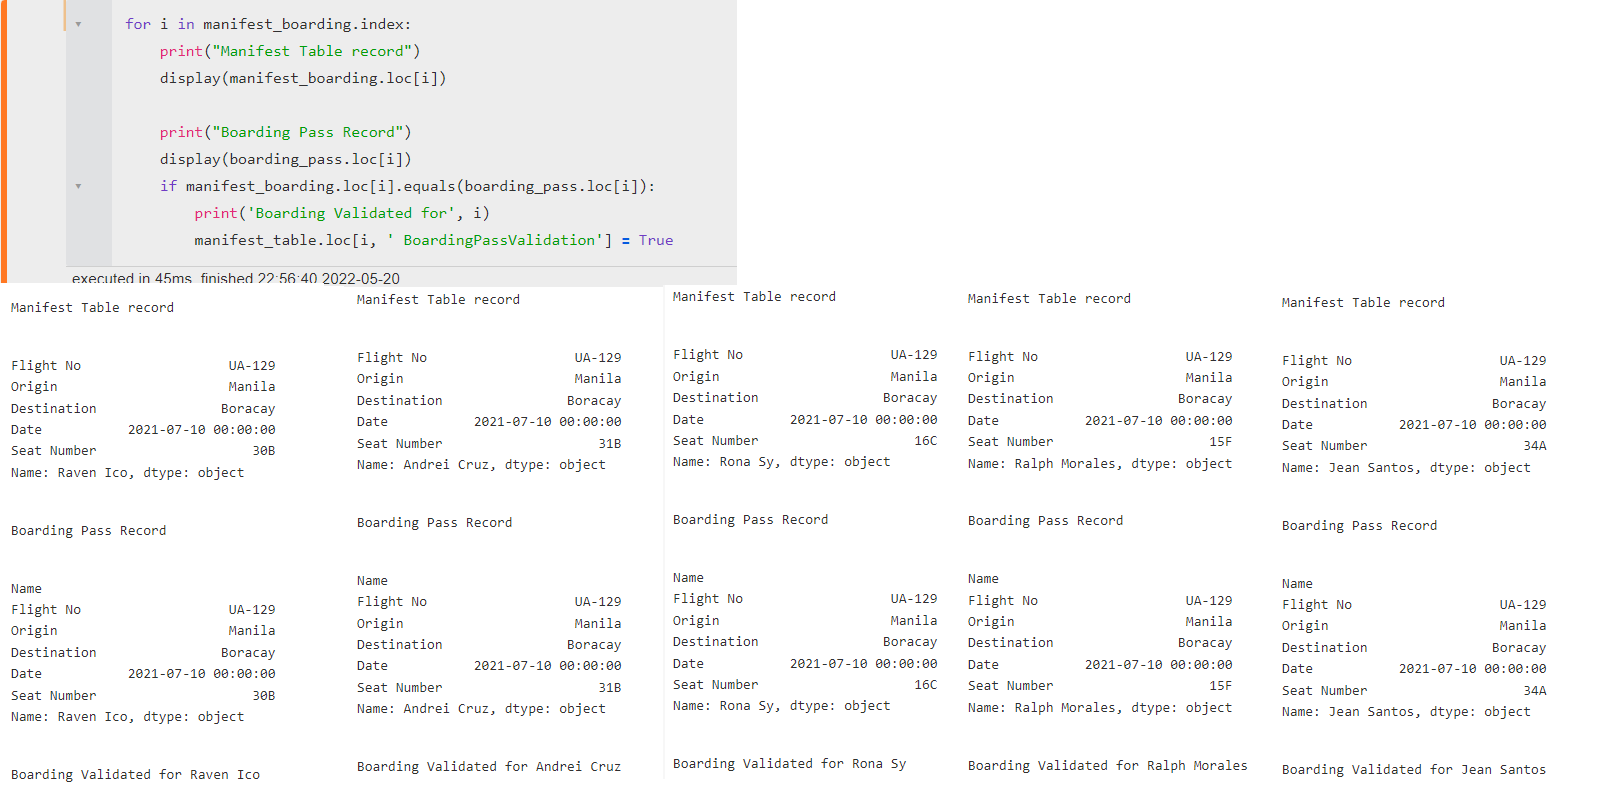 for i in manifest_boarding.index:
print("Manifest Table record")
display(manifest_boarding.loc[i])
print("Boarding Pass Record")
display(boarding_pass.loc[i])
if manifest_boarding.loc[i].equals(boarding_pass.loc[i]):
print('Boarding Validated for', i)
manifest_table.loc[i, ' BoardingPassValidation'] = True
executed in 45ms, finished 22:56:40 2022-05-20
Manifest Table record
Flight No UA-129
Origin Manila
Destination Boracay
Date 2021-07-10 00:00:00
Seat Number 30B
Name: Raven Ico, dtype: object
Boarding Pass Record
Name
Flight No UA-129
Origin Manila
Destination Boracay
Date 2021-07-10 00:00:00
Seat Number 30B
Name: Raven Ico, dtype: object
Boarding Validated for Raven Ico
Manifest Table record
Flight No UA-129
Origin Manila
Destination Boracay
Date 2021-07-10 00:00:00
Seat Number 31B
Name: Andrei Cruz, dtype: object
Boarding Pass Record
Name
Flight No UA-129
Origin Manila
Destination Boracay
Date 2021-07-10 00:00:00
Seat Number 31B
Name: Andrei Cruz, dtype: object
Boarding Validated for Andrei Cruz
Manifest Table record
Flight No UA-129
Origin Manila
Destination Boracay
Date 2021-07-10 00:00:00
Seat Number 16C
Name: Rona Sy, dtype: object
Boarding Pass Record
Name
Flight No UA-129
Origin Manila
Destination Boracay
Date 2021-07-10 00:00:00
Seat Number 16C
Name: Rona Sy, dtype: object
Boarding Validated for Rona Sy
Manifest Table record
Flight No UA-129
Origin Manila
Destination Boracay
Date 2021-07-10 00:00:00
Seat Number 15F
Name: Ralph Morales, dtype: object
Boarding Pass Record
Name
Flight No UA-129
Origin Manila
Destination Boracay
Date 2021-07-10 00:00:00
Seat Number 15F
Name: Ralph Morales, dtype: object
Boarding Validated for Ralph Morales
Manifest Table record
Flight No UA-129
Origin Manila
Destination Boracay
Date 2021-07-10 00:00:00
Seat Number 34A
Name: Jean Santos, dtype: object
Boarding Pass Record
Name
Flight No UA-129
Origin Manila
Destination Boracay
Date 2021-07-10 00:00:00
Seat Number 34A
Name: Jean Santos, dtype: object
Boarding Validated for Jean Santos